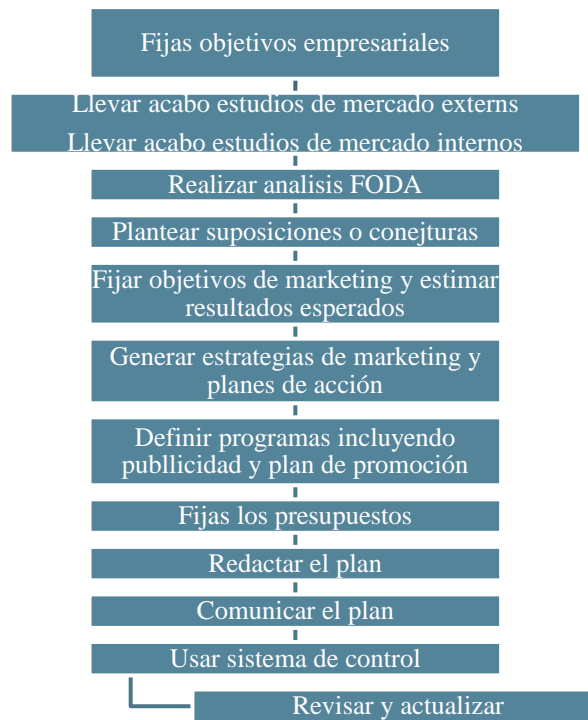 Fijas objetivos empresariales
Llevar acabo estudios de mercado externs
Llevar acabo estudios de mercado internos
Realizar analisis FODA
Plantear suposiciones o conejturas
Fijar objetivos de marketing y estimar
resultados esperados
Generar estrategias de marketing y
planes de acción
Definir programas incluyendo
publlicidad y plan de promoción
Fijas los presupuestos
Redactar el plan
Comunicar el plan
Usar sistema de control
Revisar y actualizar